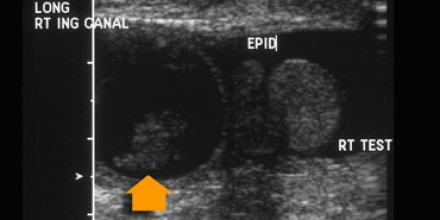 LONG
RT ING CANAL
EPID
RT TEST